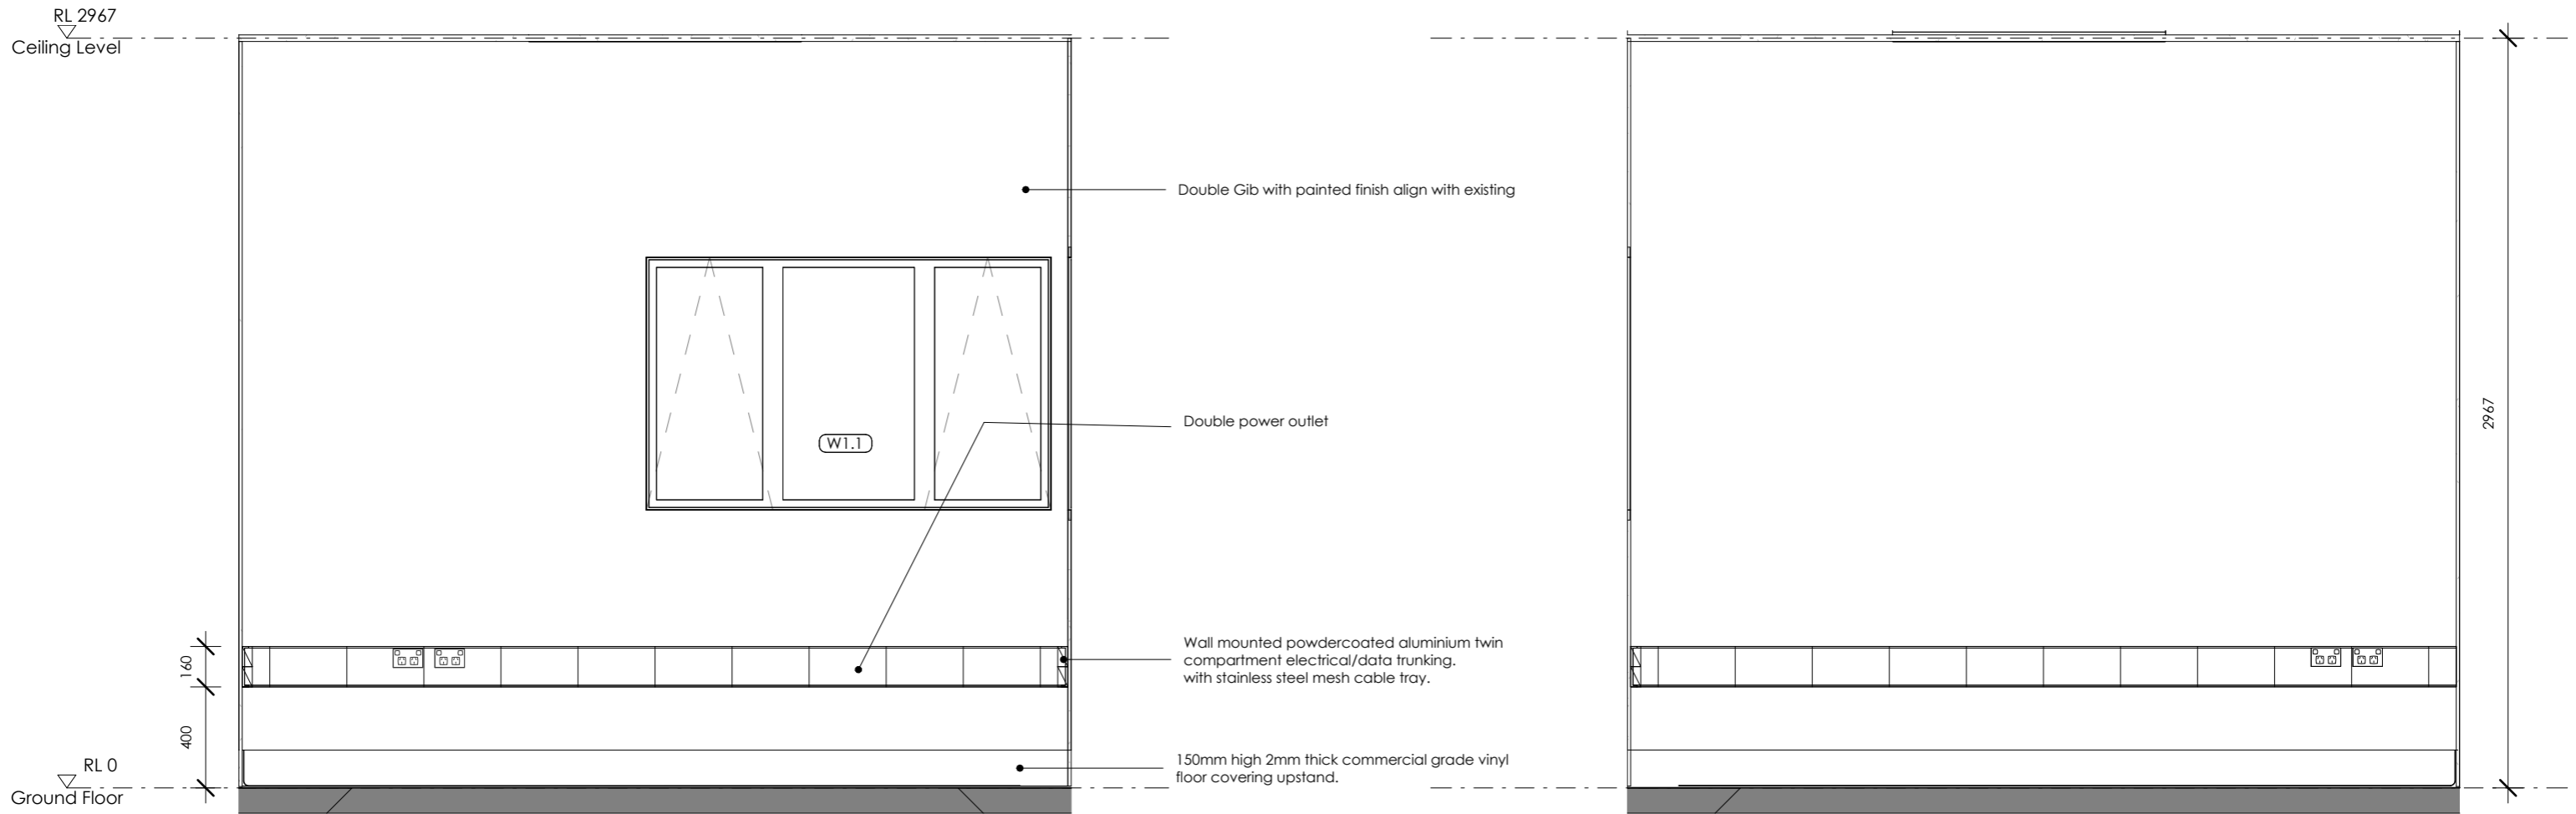 RL 2967
Ceiling Level
Double Gib with painted finish align with existing
2967
Double power outlet
W1.1
Wall mounted powdercoated aluminium twin
compartment electrical/data trunking.
with stainless steel mesh cable tray.
160
400
150mm high 2mm thick commercial grade vinyl
floor covering upstand.
RL 0
Ground Floor